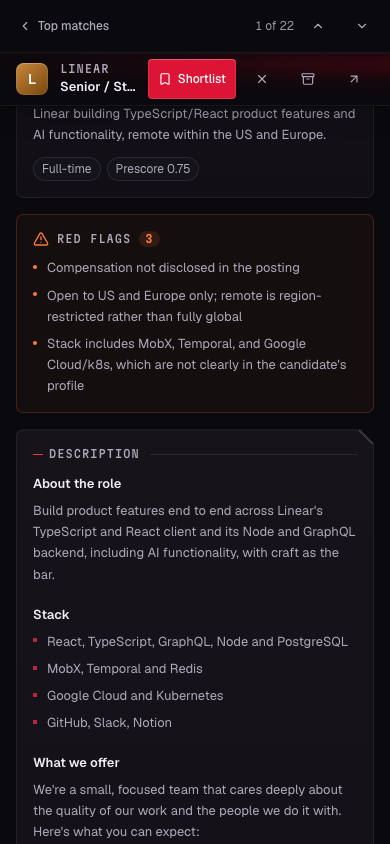 Top matches
1 of 22
L
LINEAR
Senior / St…
Shortlist
Linear building TypeScript/React product features and
AI functionality, remote within the US and Europe.
Full-time
Prescore 0.75
RED FLAGS 3
Compensation not disclosed in the posting
Open to US and Europe only; remote is region-
restricted rather than fully global
Stack includes MobX, Temporal, and Google
Cloud/k8s, which are not clearly in the candidate's
profile
DESCRIPTION
About the role
Build product features end to end across Linear's
TypeScript and React client and its Node and GraphQL
backend, including AI functionality, with craft as the
bar.
Stack
React, TypeScript, GraphQL, Node and PostgreSQL
MobX, Temporal and Redis
Google Cloud and Kubernetes
GitHub, Slack, Notion
What we offer
We're a small, focused team that cares deeply about
the quality of our work and the people we do it with.
Here's what you can expect: